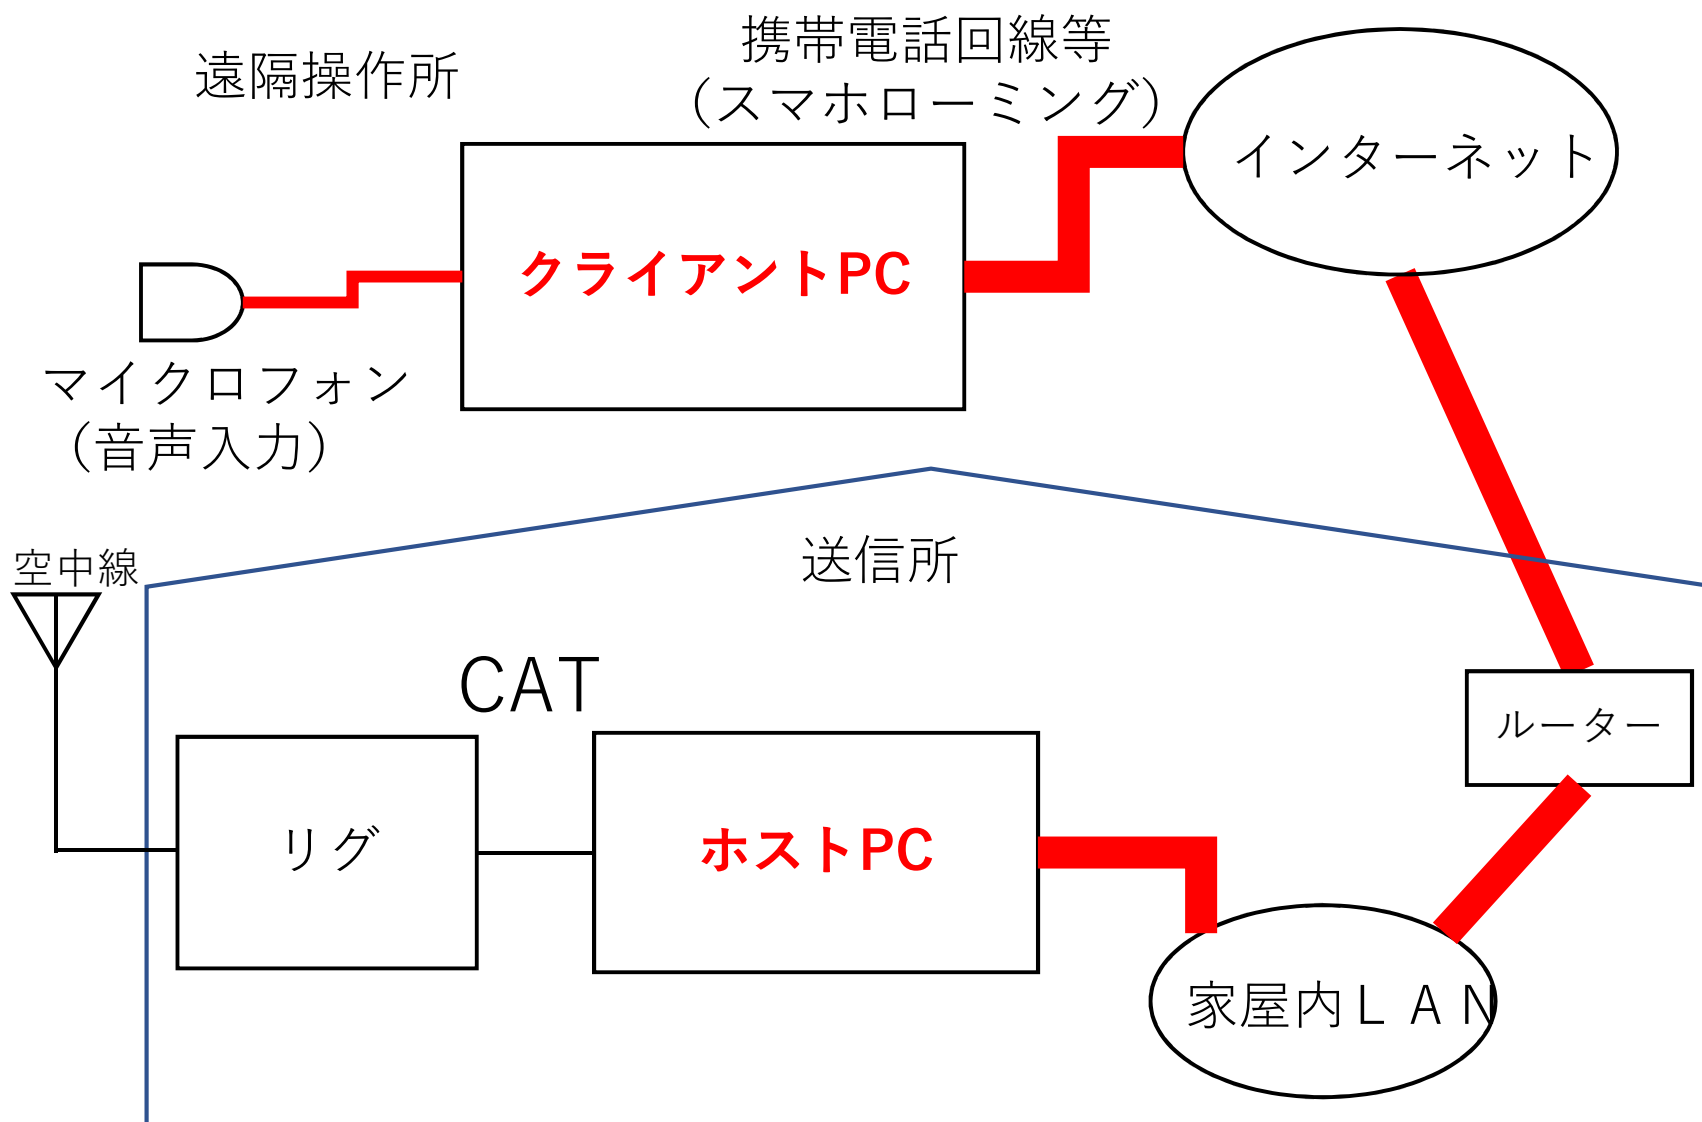 遠隔操作所
携帯電話回線等
（スマホローミング）
インターネット
クライアントPC
マイクロフォン
（音声入力）
空中線
送信所
CAT
ルーター
リグ
ホストPC
家屋内ＬＡＮ